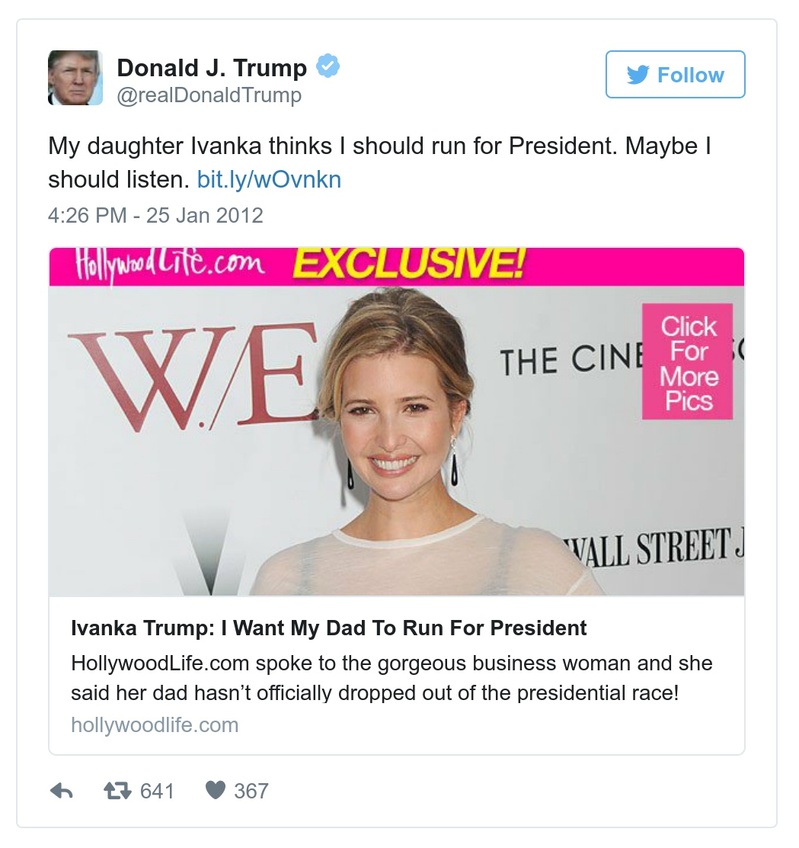 Donald J. Trump
@realDonaldTrump
Follow
My daughter Ivanka thinks I should run for President. Maybe I
should listen. bit.ly/wOvnkn
4:26 PM - 25 Jan 2012
HollywoodLife.com EXCLUSIVE!
W./E
THE CINE
Click
For
More
Pics
WALL STREET J
Ivanka Trump: I Want My Dad To Run For President
HollywoodLife.com spoke to the gorgeous business woman and she
said her dad hasn’t officially dropped out of the presidential race!
hollywoodlife.com
641 367